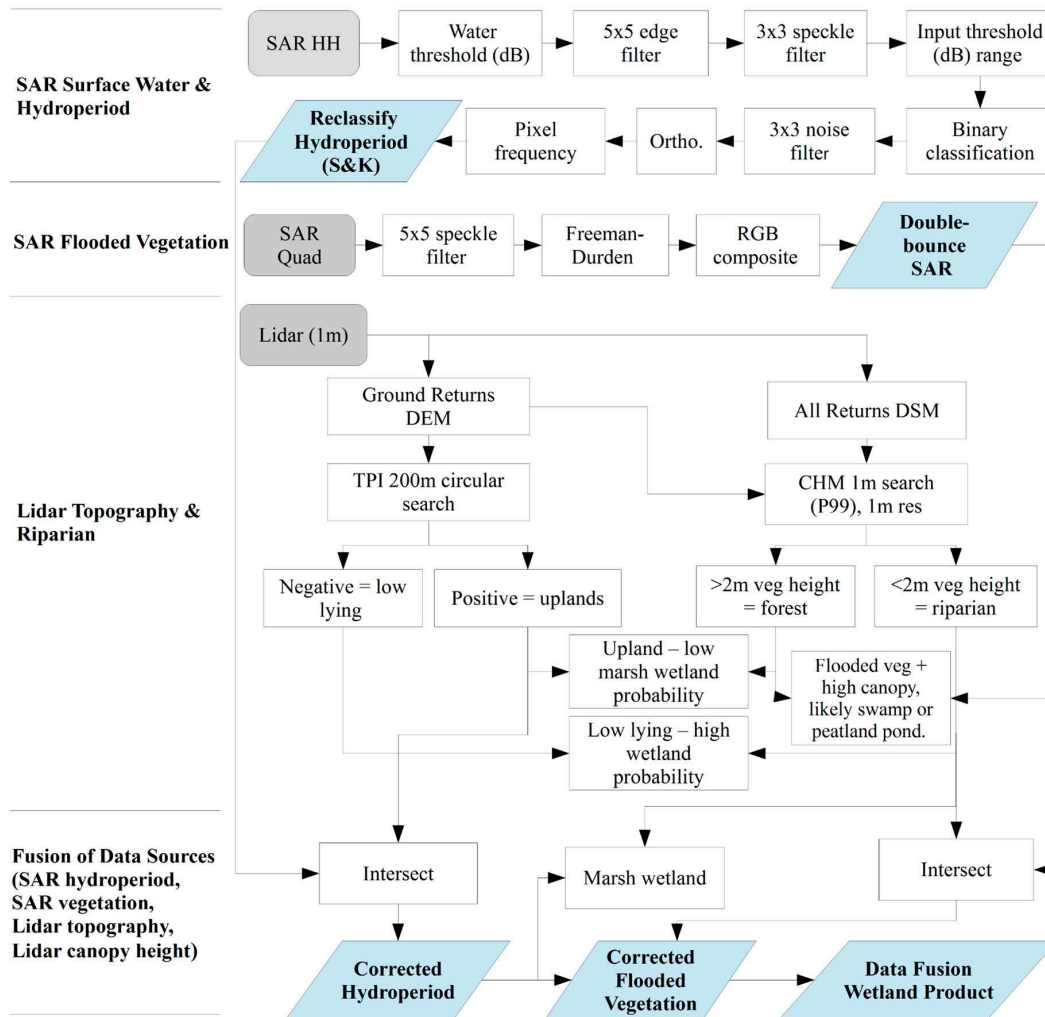 SAR Surface Water &
Hydroperiod
SAR HH
Water
threshold (dB)
5x5 edge
filter
3x3 speckle
filter
Input threshold
(dB) range
Reclassify
Hydroperiod
(S&K)
Pixel
frequency
Ortho.
3x3 noise
filter
Binary
classification
SAR Flooded Vegetation
SAR
Quad
5x5 speckle
filter
Freeman-
Durden
RGB
composite
Double-
bounce
SAR
Lidar Topography &
Riparian
Lidar (1m)
Ground Returns
DEM
All Returns DSM
TPI 200m circular
search
CHM 1m search
(P99), 1m res
Negative = low
lying
Positive = uplands
>2m veg height
= forest
<2m veg height
= riparian
Upland – low
marsh wetland
probability
Flooded veg +
high canopy,
likely swamp or
peatland pond.
Low lying – high
wetland
probability
Fusion of Data Sources
(SAR hydroperiod,
SAR vegetation,
Lidar topography,
Lidar canopy height)
Intersect
Marsh wetland
Intersect
Corrected
Hydroperiod
Corrected
Flooded
Vegetation
Data Fusion
Wetland Product